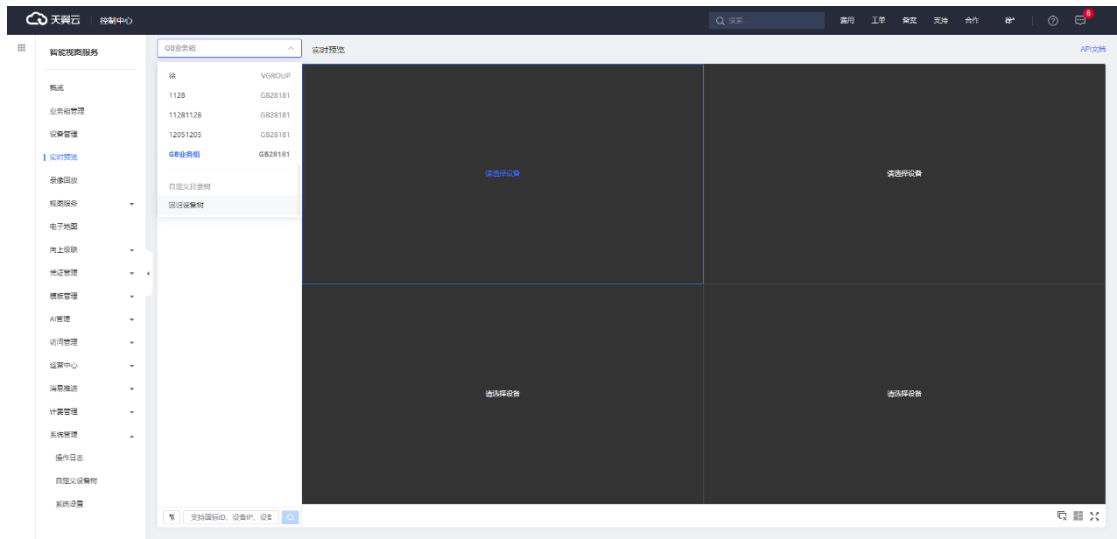 天翼云 控制中心 搜索... 费用 工单 备案 支持 合作 8
智能视图服务
概览
业务组管理
设备管理
实时预览
录像回放
视图服务
电子地图
向上级联
凭证管理
模板管理
AI管理
访问管理
运营中心
消息推送
计费管理
系统管理
操作日志
自定义设备树
系统设置
GB业务组
VGROUP
1128 GB28181
11281128 GB28181
12051205 GB28181
GB业务组 GB28181
自定义目录树
回旧设备树
支持国标ID、设备IP、设备
实时预览 API文档
请选择设备 请选择设备
请选择设备 请选择设备